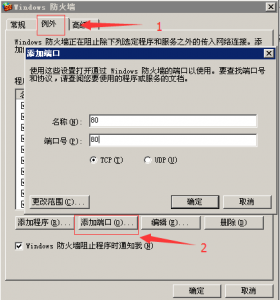 Windows 防火墙
常规 例外 高级
1
Windows 防火墙正在阻止除下列选定程序和服务之外的传入网络连接。添
添加端口
使用这些设置打开通过 Windows 防火墙的端口以使用。要查找端口号和协议，请查阅您要使用的程序或服务的文档。
名称(N): 80
端口号(P): 80
TCP(T) UDP(U)
更改范围(C)... 确定 取消
添加程序(R)... 添加端口(O)... 编辑(E)... 删除(D)
2
Windows 防火墙阻止程序时通知我(N)
确定 取消